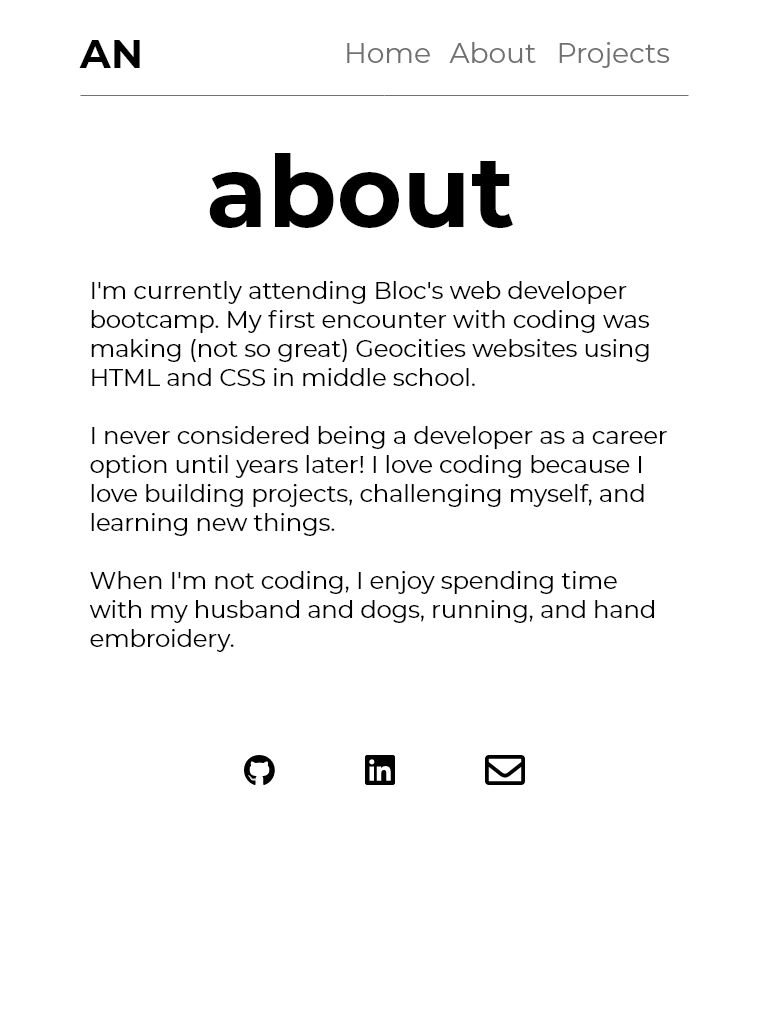 AN
Home About Projects
about
I'm currently attending Bloc's web developer
bootcamp. My first encounter with coding was
making (not so great) Geocities websites using
HTML and CSS in middle school.
I never considered being a developer as a career
option until years later! I love coding because I
love building projects, challenging myself, and
learning new things.
When I'm not coding, I enjoy spending time
with my husband and dogs, running, and hand
embroidery.
in